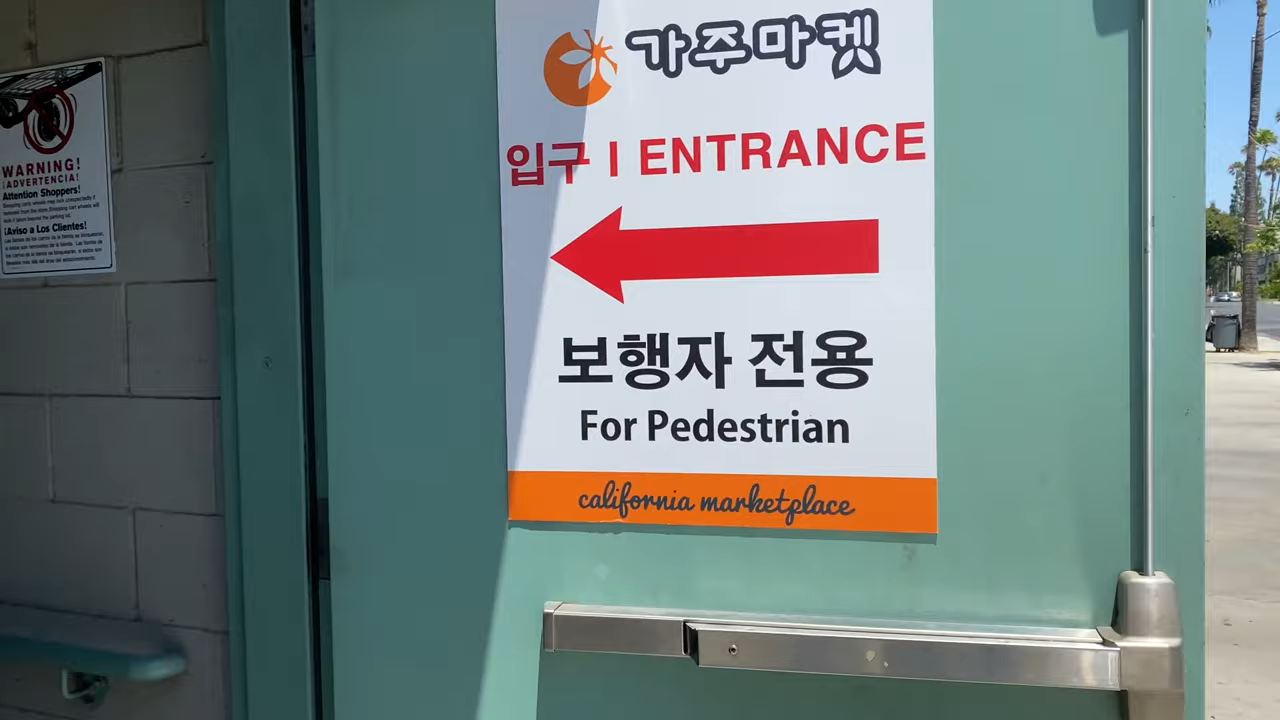 WARNING!
¡ADVERTENCIA!
Attention Shoppers!
¡Aviso a Los Clientes!
가주마켓
입구 | ENTRANCE
보행자 전용
For Pedestrian
california marketplace